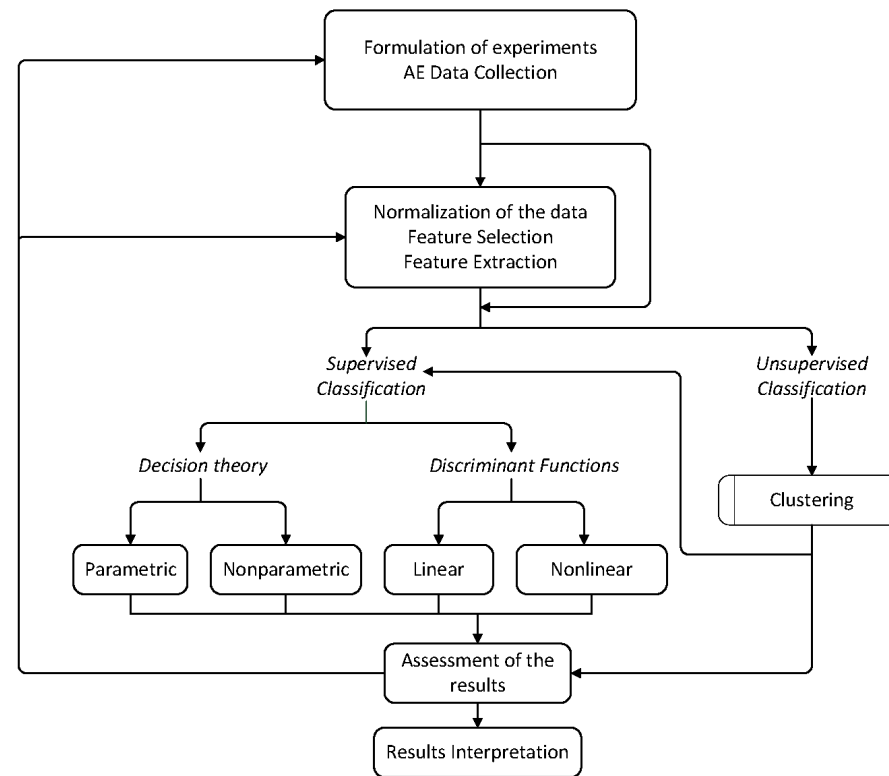 Formulation of experiments
AE Data Collection
Normalization of the data
Feature Selection
Feature Extraction
Supervised
Classification
Unsupervised
Classification
Decision theory
Discriminant Functions
Clustering
Parametric
Nonparametric
Linear
Nonlinear
Assessment of the
results
Results Interpretation